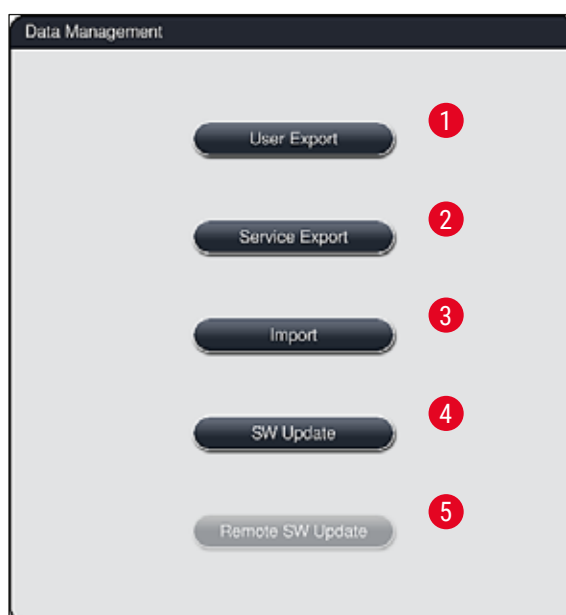 Data Management
User Export
1
Service Export
2
Import
3
SW Update
4
Remote SW Update
5